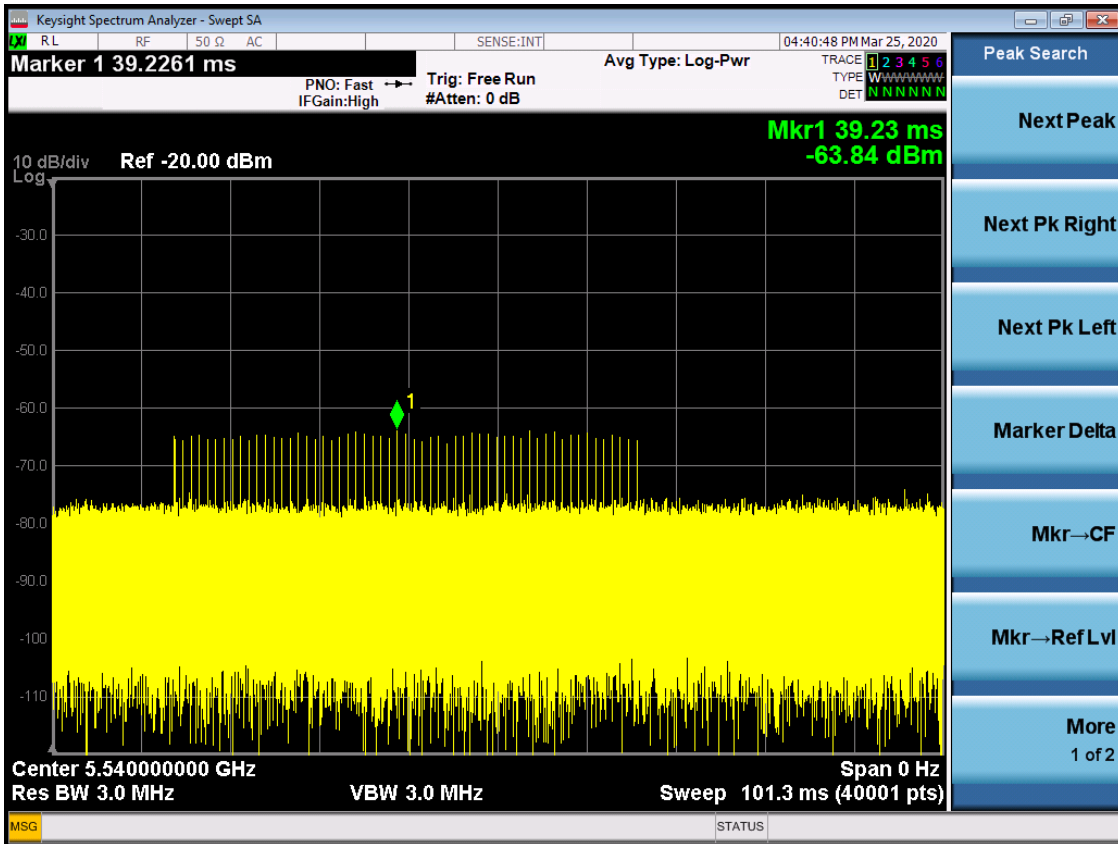 Keysight Spectrum Analyzer - Swept SA
LXI RL RF 50 Ω AC SENSE:INT 04:40:48 PM Mar 25, 2020
Marker 1 39.2261 ms
PNO: Fast
IFGain:High
Trig: Free Run
#Atten: 0 dB
Avg Type: Log-Pwr
TRACE 1 2 3 4 5 6
TYPE WWWWWW
DET N N N N N N
Mkr1 39.23 ms
-63.84 dBm
10 dB/div Ref -20.00 dBm
Log
-30.0
-40.0
-50.0
-60.0
-70.0
-80.0
-90.0
-100
-110
1
Center 5.540000000 GHz Span 0 Hz
Res BW 3.0 MHz VBW 3.0 MHz Sweep 101.3 ms (40001 pts)
MSG STATUS
Peak Search
Next Peak
Next Pk Right
Next Pk Left
Marker Delta
Mkr→CF
Mkr→Ref Lvl
More
1 of 2